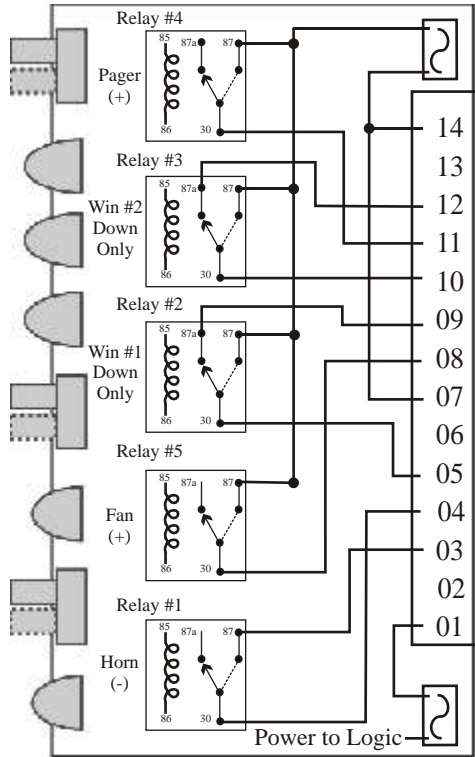 Relay #4
85
87a
87
86
30
Pager
(+)
Relay #3
85
87a
87
86
30
Win #2
Down
Only
Relay #2
85
87a
87
86
30
Win #1
Down
Only
Relay #5
85
87a
87
86
30
Fan
(+)
Relay #1
85
87a
87
86
30
Horn
(-)
14
13
12
11
10
09
08
07
06
05
04
03
02
01
Power to Logic